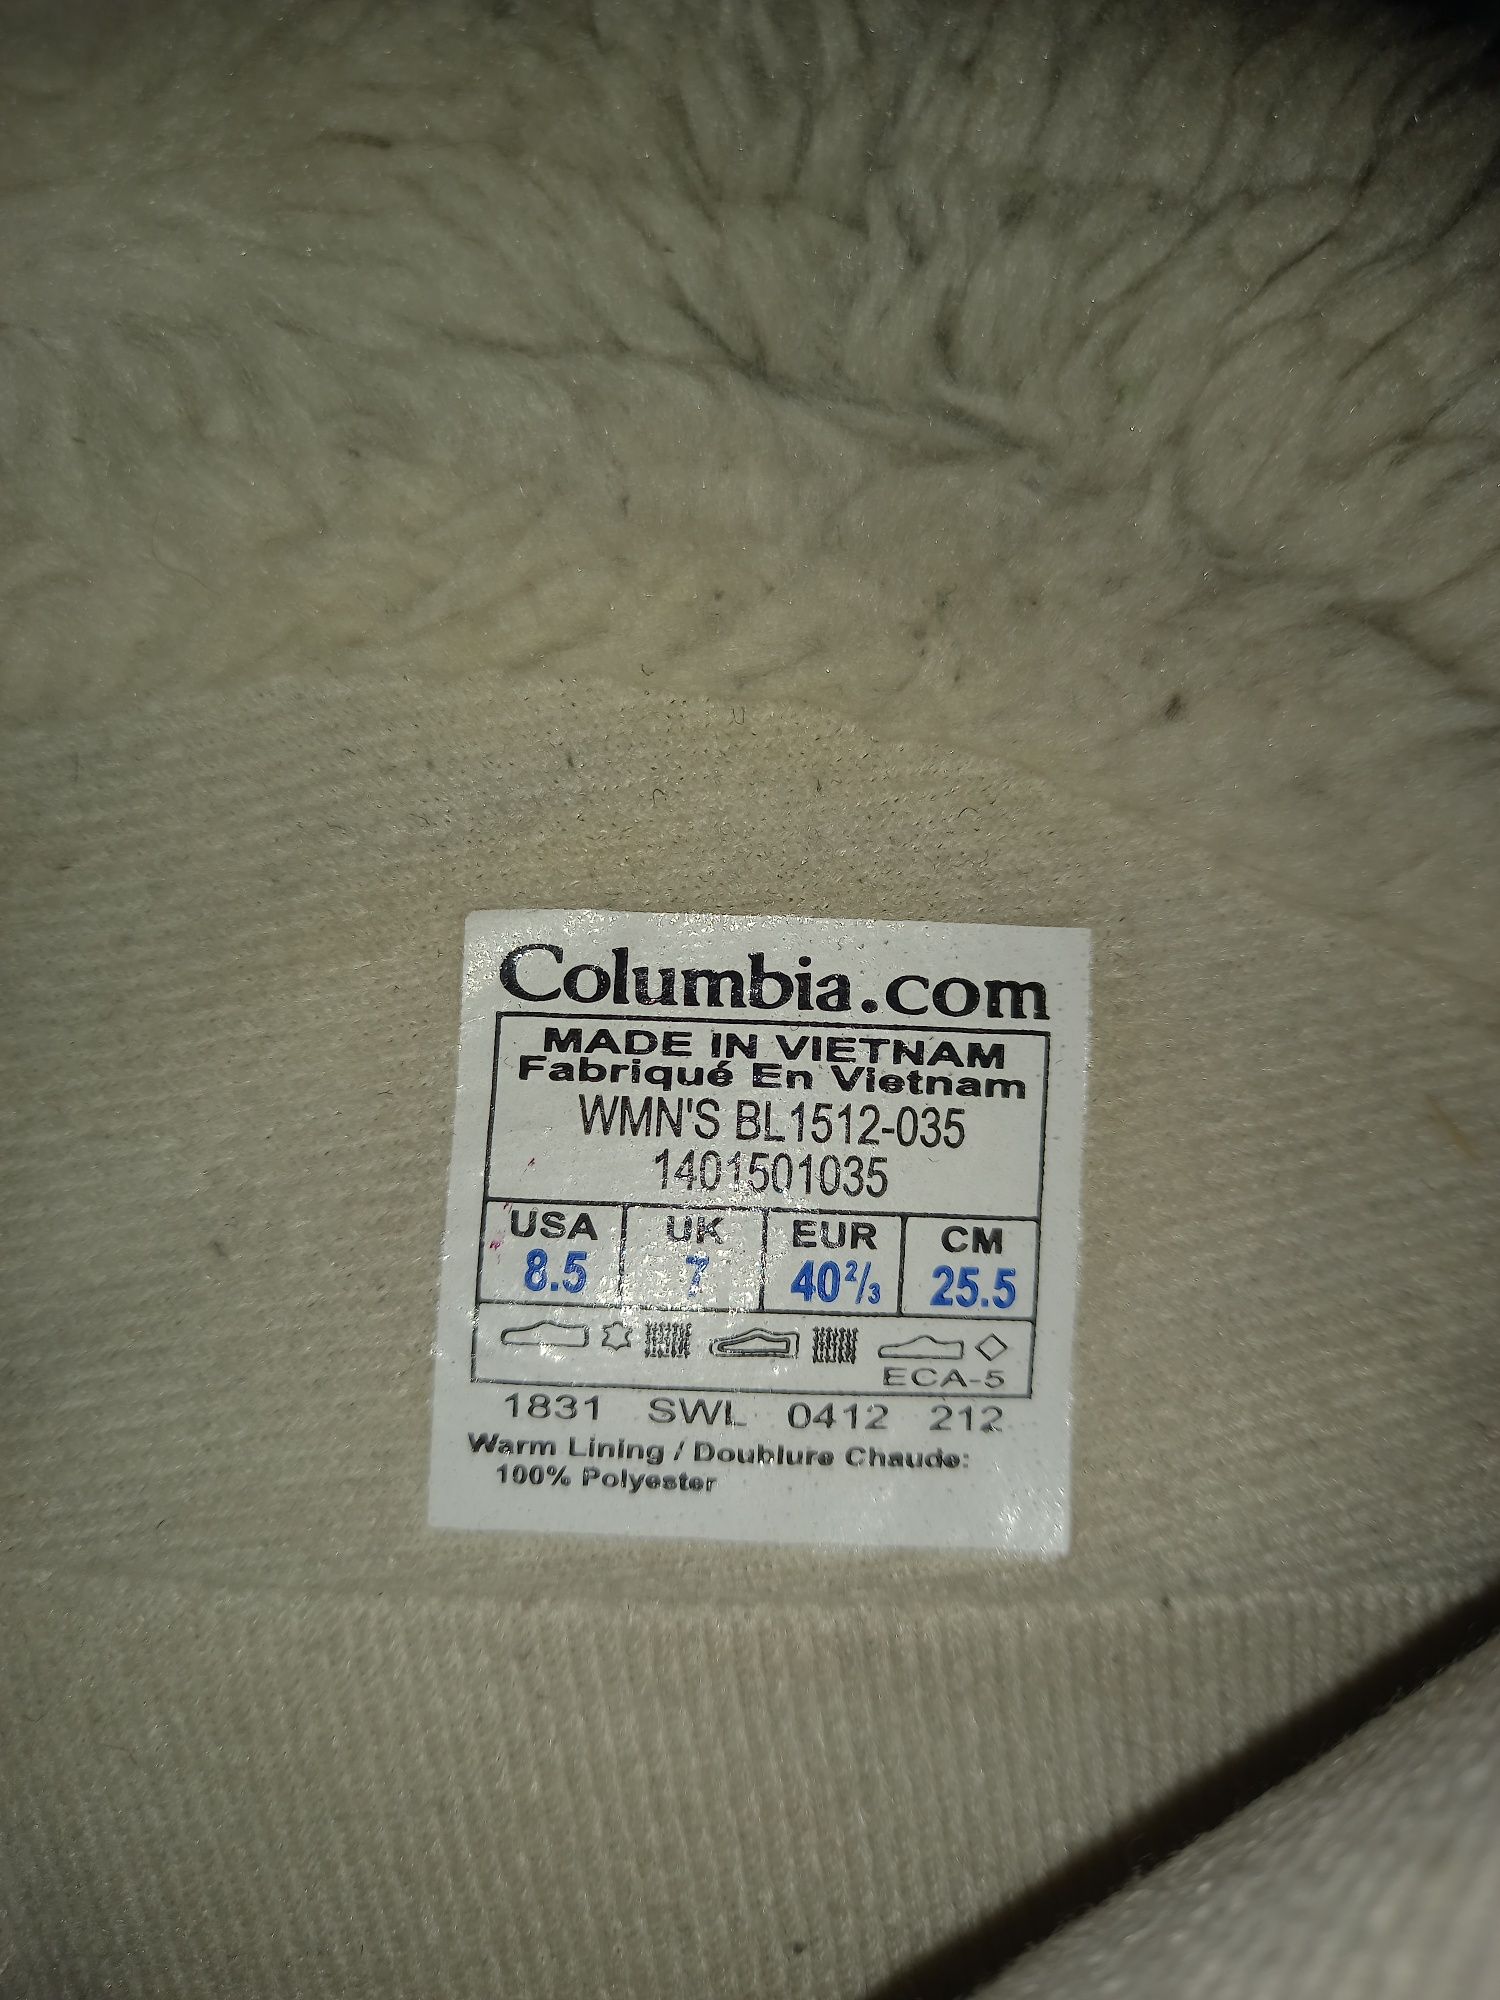 Columbia.com
MADE IN VIETNAM
Fabriqué En Vietnam
WMN'S BL1512-035
1401501035
USA UK EUR CM
8.5 7 40²/₃ 25.5
ECA-5
1831 SWL 0412 212
Warm Lining / Doublure Chaude:
100% Polyester